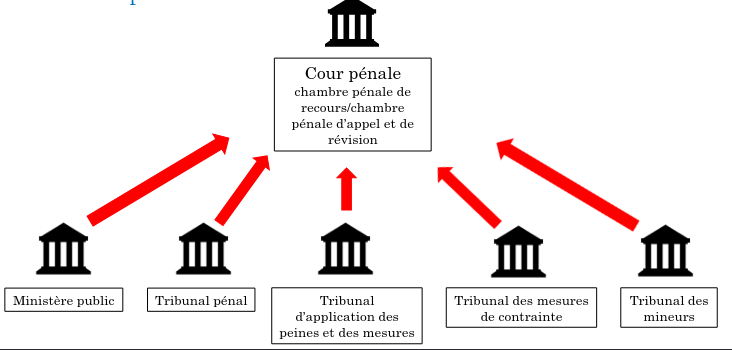 Cour pénale
chambre pénale de
recours/chambre
pénale d'appel et de
révision
Ministère public
Tribunal pénal
Tribunal
d'application des
peines et des mesures
Tribunal des mesures
de contrainte
Tribunal des
mineurs